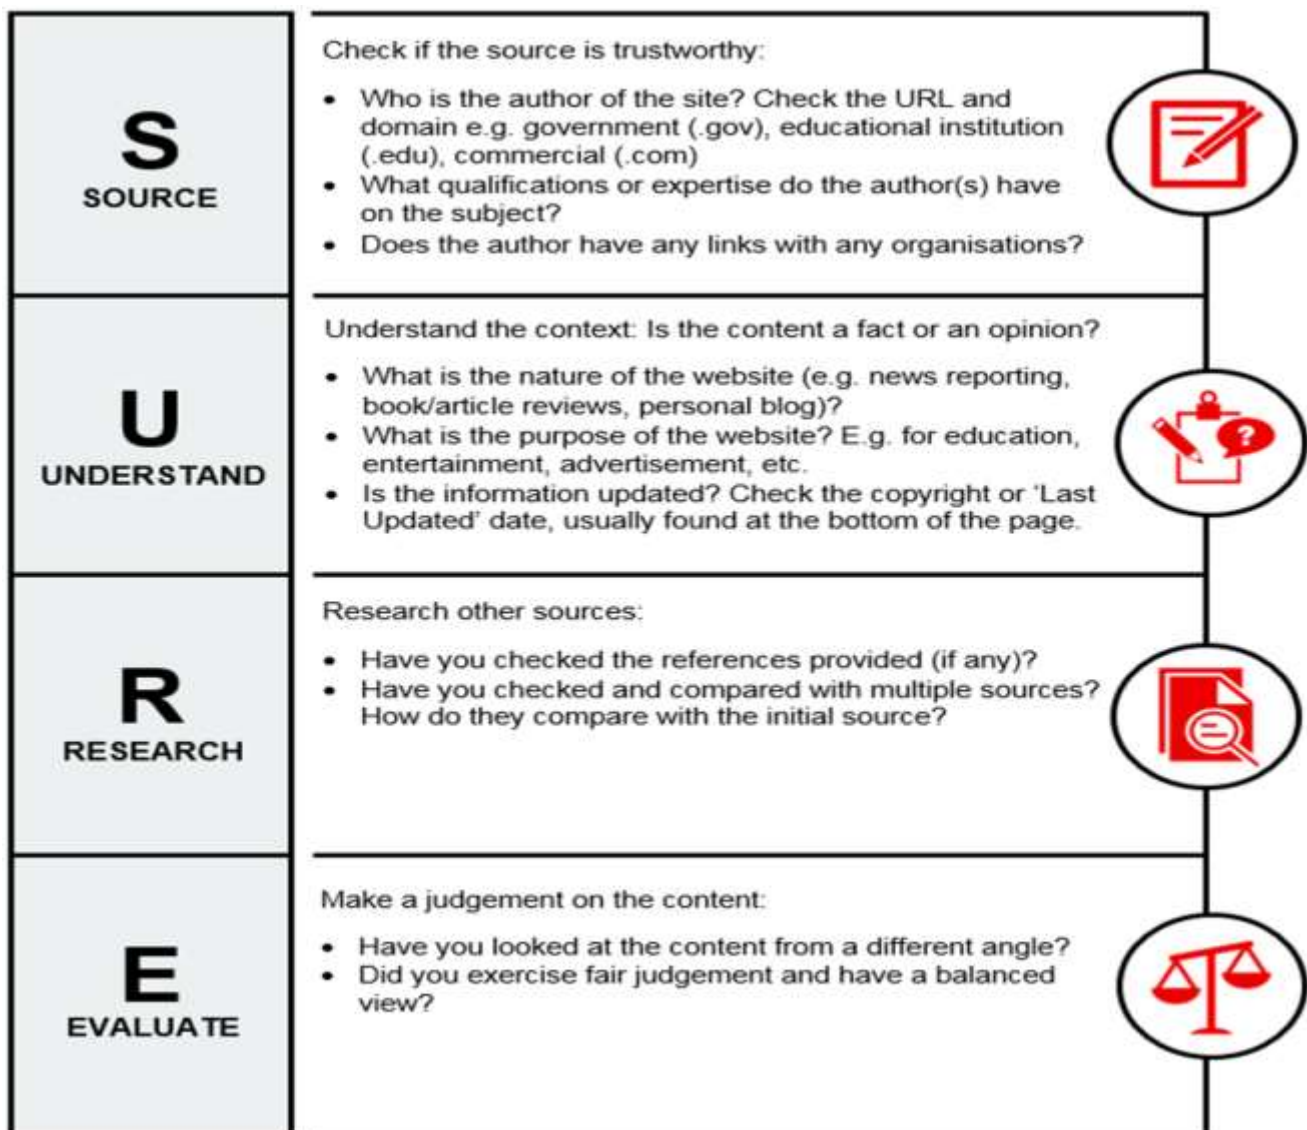 S
SOURCE
Check if the source is trustworthy:
• Who is the author of the site? Check the URL and
domain e.g. government (.gov), educational institution
(.edu), commercial (.com)
• What qualifications or expertise do the author(s) have
on the subject?
• Does the author have any links with any organisations?
U
UNDERSTAND
Understand the context: Is the content a fact or an opinion?
• What is the nature of the website (e.g. news reporting,
book/article reviews, personal blog)?
• What is the purpose of the website? E.g. for education,
entertainment, advertisement, etc.
• Is the information updated? Check the copyright or ‘Last
Updated’ date, usually found at the bottom of the page.
?
R
RESEARCH
Research other sources:
• Have you checked the references provided (if any)?
• Have you checked and compared with multiple sources?
How do they compare with the initial source?
E
EVALUATE
Make a judgement on the content:
• Have you looked at the content from a different angle?
• Did you exercise fair judgement and have a balanced
view?